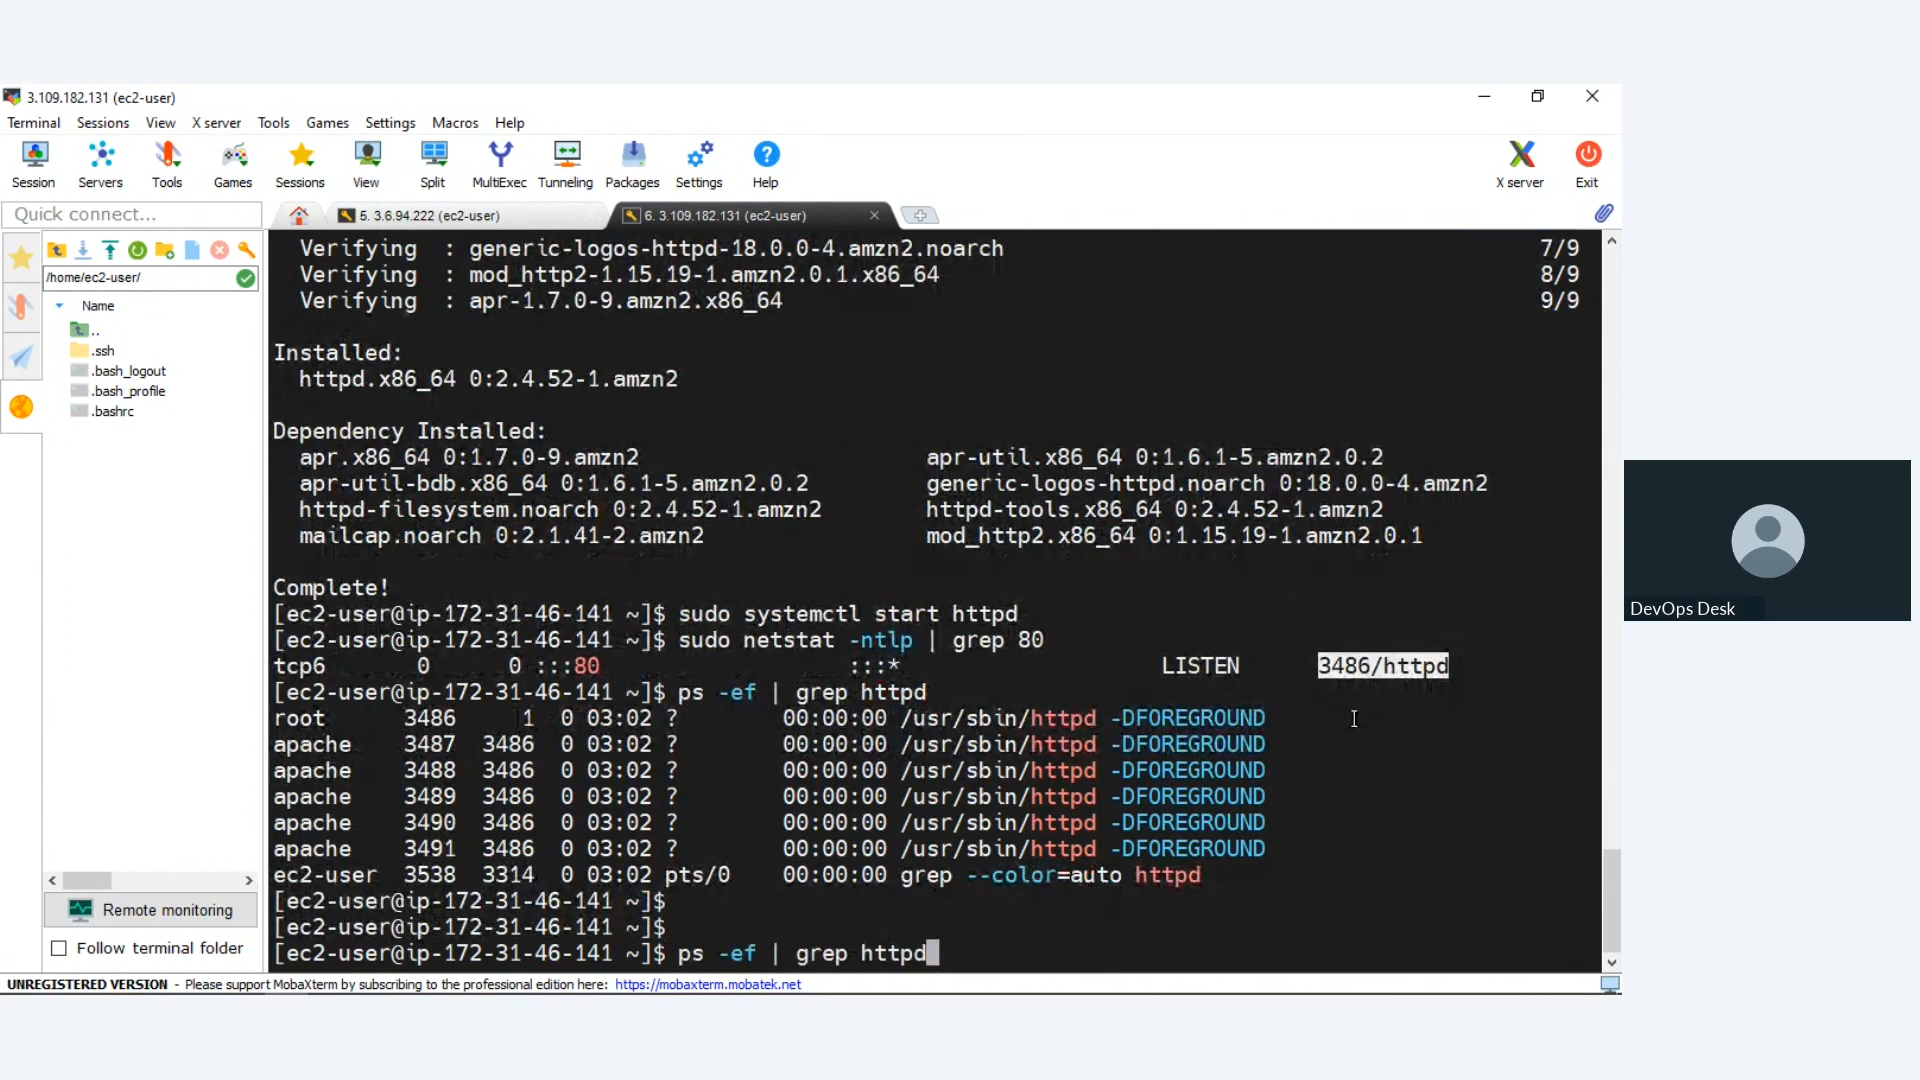 3.109.182.131 (ec2-user)
Terminal Sessions View X server Tools Games Settings Macros Help
Session Servers Tools Games Sessions View Split MultiExec Tunneling Packages Settings Help X server Exit
Quick connect...
5. 3.6.94.222 (ec2-user)
6. 3.109.182.131 (ec2-user)
/home/ec2-user/
Name
..
.ssh
.bash_logout
.bash_profile
.bashrc
Remote monitoring
Follow terminal folder
Verifying : generic-logos-httpd-18.0.0-4.amzn2.noarch 7/9
Verifying : mod_http2-1.15.19-1.amzn2.0.1.x86_64 8/9
Verifying : apr-1.7.0-9.amzn2.x86_64 9/9
Installed:
httpd.x86_64 0:2.4.52-1.amzn2
Dependency Installed:
apr.x86_64 0:1.7.0-9.amzn2 apr-util.x86_64 0:1.6.1-5.amzn2.0.2
apr-util-bdb.x86_64 0:1.6.1-5.amzn2.0.2 generic-logos-httpd.noarch 0:18.0.0-4.amzn2
httpd-filesystem.noarch 0:2.4.52-1.amzn2 httpd-tools.x86_64 0:2.4.52-1.amzn2
mailcap.noarch 0:2.1.41-2.amzn2 mod_http2.x86_64 0:1.15.19-1.amzn2.0.1
Complete!
[ec2-user@ip-172-31-46-141 ~]$ sudo systemctl start httpd
[ec2-user@ip-172-31-46-141 ~]$ sudo netstat -ntlp | grep 80
tcp6 0 0 :::80 :::* LISTEN 3486/httpd
[ec2-user@ip-172-31-46-141 ~]$ ps -ef | grep httpd
root 3486 1 0 03:02 ? 00:00:00 /usr/sbin/httpd -DFOREGROUND
apache 3487 3486 0 03:02 ? 00:00:00 /usr/sbin/httpd -DFOREGROUND
apache 3488 3486 0 03:02 ? 00:00:00 /usr/sbin/httpd -DFOREGROUND
apache 3489 3486 0 03:02 ? 00:00:00 /usr/sbin/httpd -DFOREGROUND
apache 3490 3486 0 03:02 ? 00:00:00 /usr/sbin/httpd -DFOREGROUND
apache 3491 3486 0 03:02 ? 00:00:00 /usr/sbin/httpd -DFOREGROUND
ec2-user 3538 3314 0 03:02 pts/0 00:00:00 grep --color=auto httpd
[ec2-user@ip-172-31-46-141 ~]$
[ec2-user@ip-172-31-46-141 ~]$
[ec2-user@ip-172-31-46-141 ~]$ ps -ef | grep httpd
UNREGISTERED VERSION - Please support MobaXterm by subscribing to the professional edition here: https://mobaxterm.mobatek.net
DevOps Desk